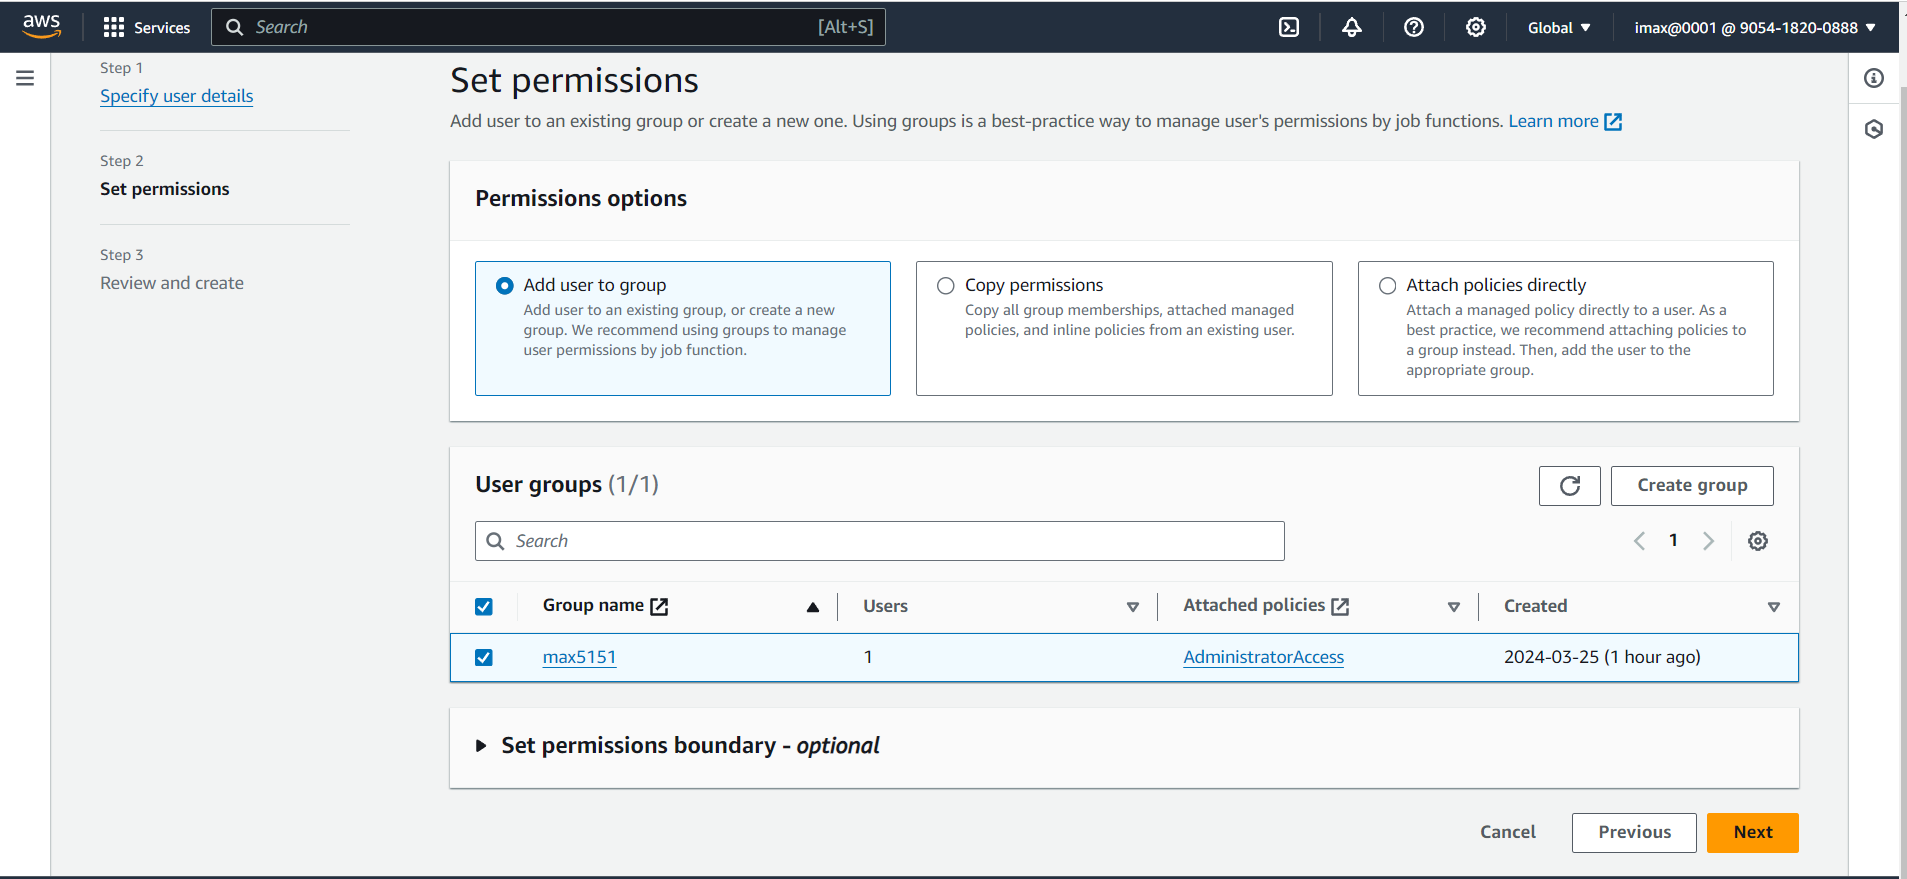 aws
Services
Search
[Alt+S]
Global
imax@0001 @ 9054-1820-0888
Step 1
Specify user details
Step 2
Set permissions
Step 3
Review and create
Set permissions
Add user to an existing group or create a new one. Using groups is a best-practice way to manage user's permissions by job functions. Learn more
Permissions options
Add user to group
Add user to an existing group, or create a new
group. We recommend using groups to manage
user permissions by job function.
Copy permissions
Copy all group memberships, attached managed
policies, and inline policies from an existing user.
Attach policies directly
Attach a managed policy directly to a user. As a
best practice, we recommend attaching policies to
a group instead. Then, add the user to the
appropriate group.
User groups (1/1)
Create group
Search
1
Group name
Users
Attached policies
Created
max5151
1
AdministratorAccess
2024-03-25 (1 hour ago)
Set permissions boundary - optional
Cancel
Previous
Next